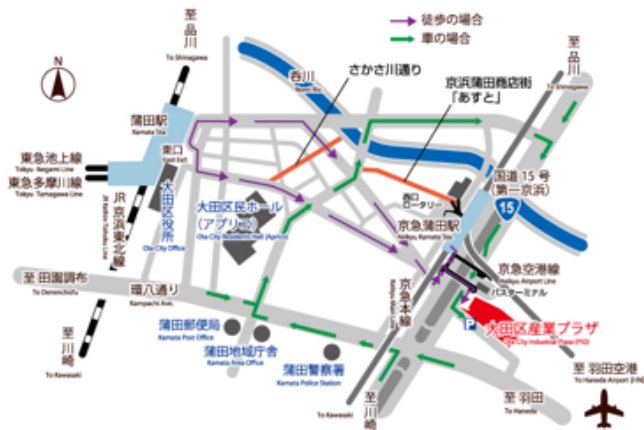 徒歩の場合
車の場合
至 品川
To Shinagawa
至 品川
To Shinagawa
N
さかさ川通り
呑川
Nomi Riv.
京浜蒲田商店街
「あすと」
蒲田駅
Kamata Sta.
東口
East Exit
東急池上線
Tokyu Ikegami Line
東急多摩川線
Tokyu Tamagawa Line
JR 京浜東北線
JR Keihin-Tohoku Line
大田区役所
Ota City Office
大田区民ホール
(アプリコ)
Ota City Residents Hall (Aprico)
西口
ロータリー
国道 15 号
(第一京浜)
15
京急蒲田駅
Keikyu Kamata Sta.
京急空港線
Keikyu Airport Line
バスターミナル
京急本線
Keikyu Main Line
至 田園調布
To Denenchofu
環八通り
Kampachi Ave.
P
大田区産業プラザ
Ota City Industrial Plaza (PiO)
蒲田郵便局
Kamata Post Office
蒲田地域庁舎
Kamata Area Office
蒲田警察署
Kamata Police Station
至 川崎
To Kawasaki
至 川崎
To Kawasaki
至 羽田
To Haneda
至 羽田空港
To Haneda Airport (HND)